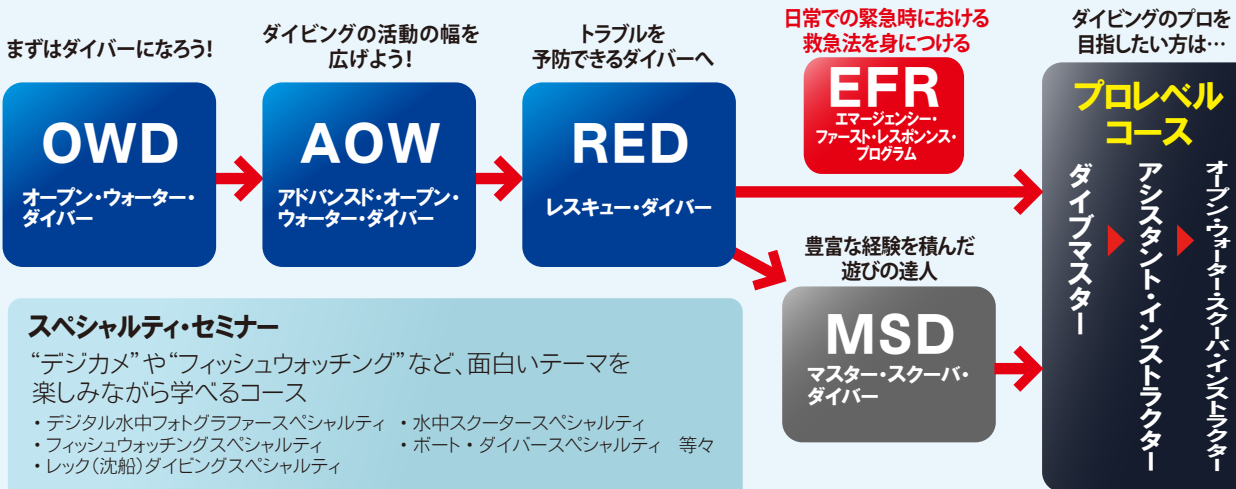 まずはダイバーになろう!
OWD
オープン・ウォーター・
ダイバー
ダイビングの活動の幅を
広げよう!
AOW
アドバンスド・オープン・
ウォーター・ダイバー
トラブルを
予防できるダイバーへ
RED
レスキュー・ダイバー
日常での緊急時における
救急法を身につける
EFR
エマージェンシー・
ファースト・レスポンンス・
プログラム
豊富な経験を積んだ
遊びの達人
MSD
マスター・スクーバ・
ダイバー
ダイビングのプロを
目指したい方は…
プロレベル
コース
ダイブマスター
アシスタント・インストラクター
オープン・ウォーター・スクーバ・インストラクター
スペシャルティ・セミナー
“デジカメ”や“フィッシュウォッチング”など、面白いテーマを
楽しみながら学べるコース
・デジタル水中フォトグラファースペシャルティ ・水中スクータースペシャルティ
・フィッシュウォッチングスペシャルティ ・ボート・ダイバースペシャルティ 等々
・レック(沈船)ダイビングスペシャルティ